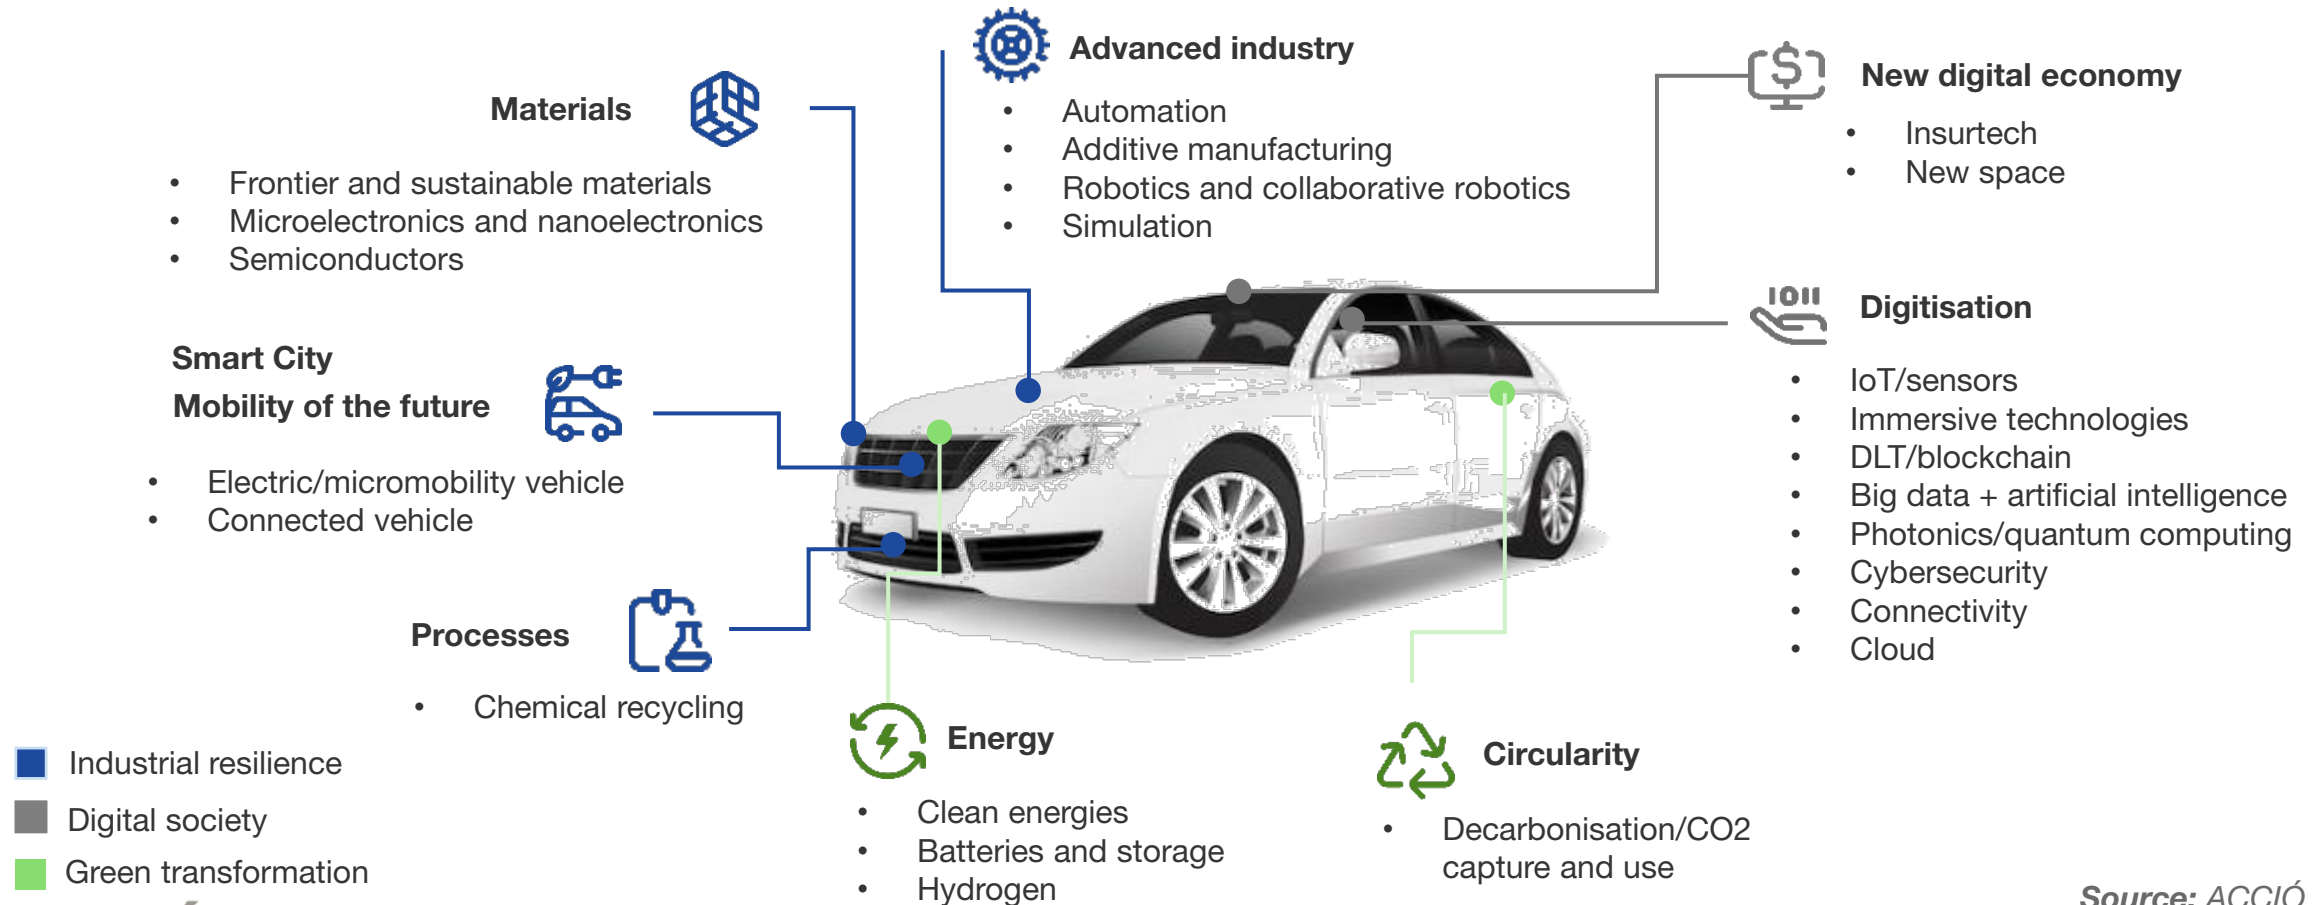 Advanced industry
• Automation
• Additive manufacturing
• Robotics and collaborative robotics
• Simulation
New digital economy
• Insurtech
• New space
Materials
• Frontier and sustainable materials
• Microelectronics and nanoelectronics
• Semiconductors
Digitisation
1011
• IoT/sensors
• Immersive technologies
• DLT/blockchain
• Big data + artificial intelligence
• Photonics/quantum computing
• Cybersecurity
• Connectivity
• Cloud
Smart City
Mobility of the future
• Electric/micromobility vehicle
• Connected vehicle
Processes
• Chemical recycling
Energy
• Clean energies
• Batteries and storage
• Hydrogen
Circularity
• Decarbonisation/CO2
capture and use
Industrial resilience
Digital society
Green transformation
Source: ACCIÓ